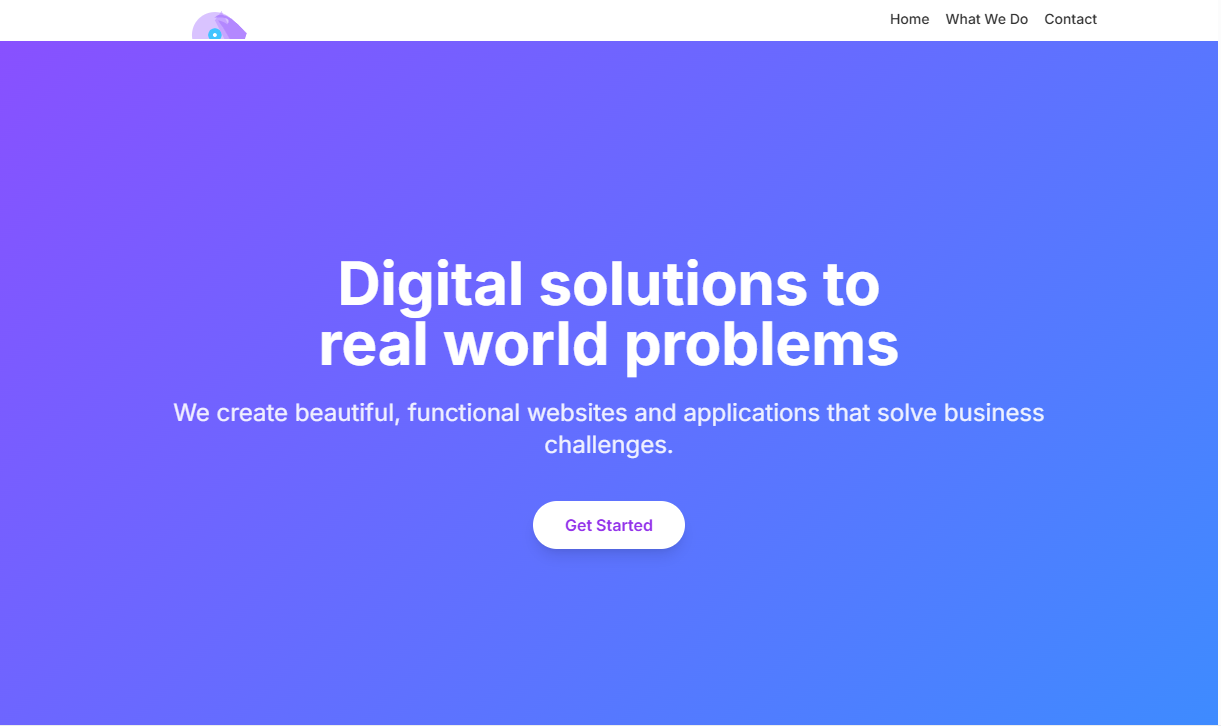 Home What We Do Contact
Digital solutions to
real world problems
We create beautiful, functional websites and applications that solve business
challenges.
Get Started